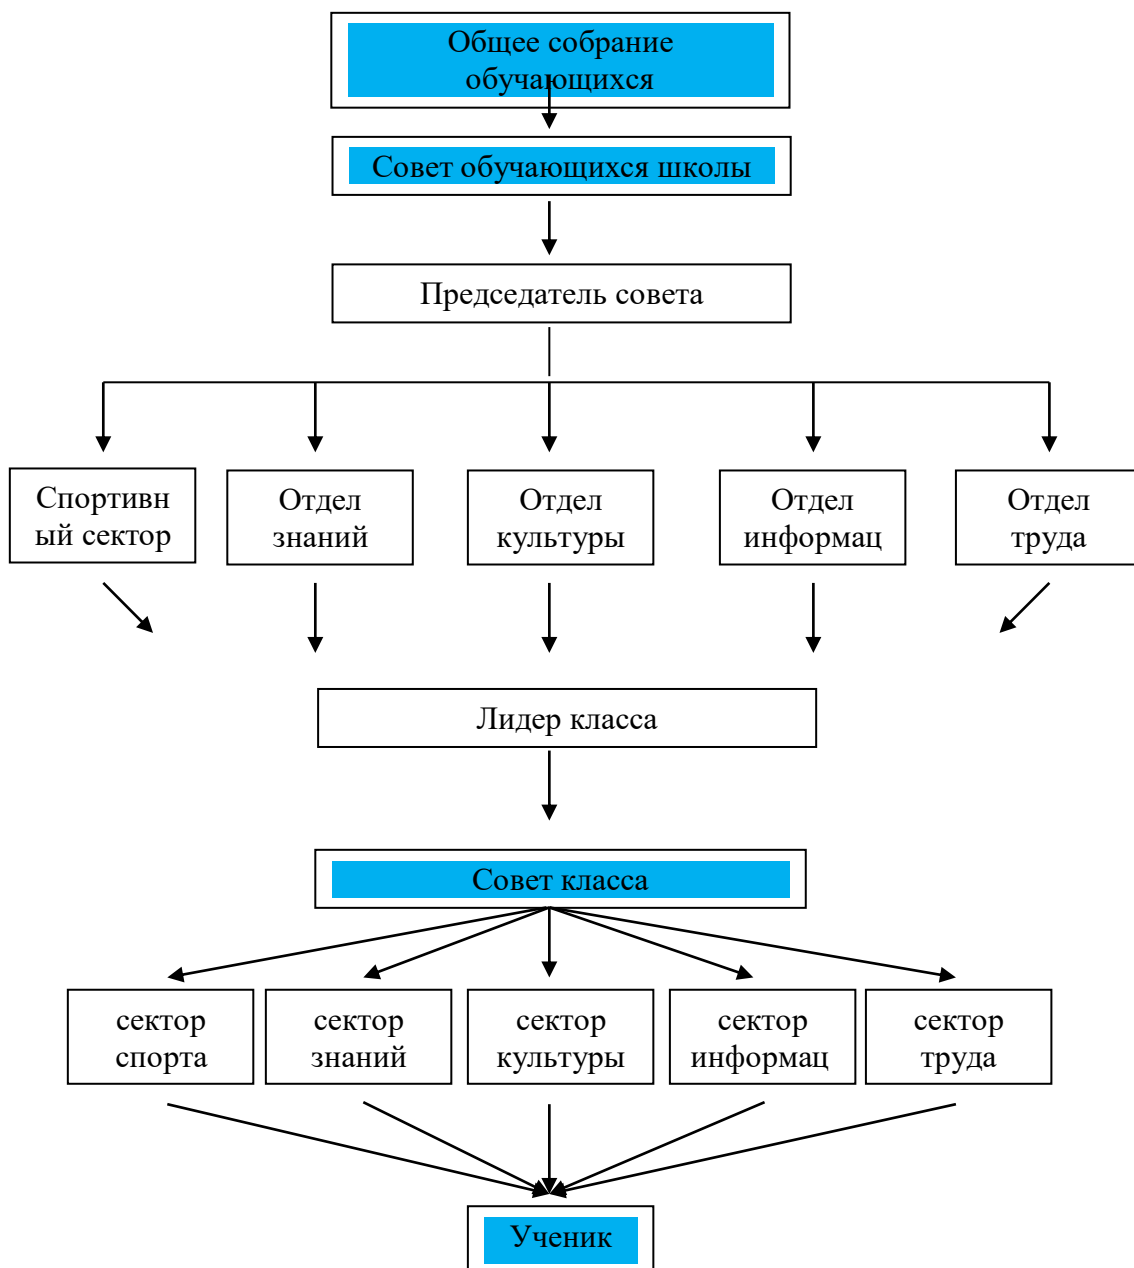 Общее собрание
обучающихся
Совет обучающихся школы
Председатель совета
Спортивн
ый сектор
Отдел
знаний
Отдел
культуры
Отдел
информац
Отдел
труда
Лидер класса
Совет класса
сектор
спорта
сектор
знаний
сектор
культуры
сектор
информац
сектор
труда
Ученик